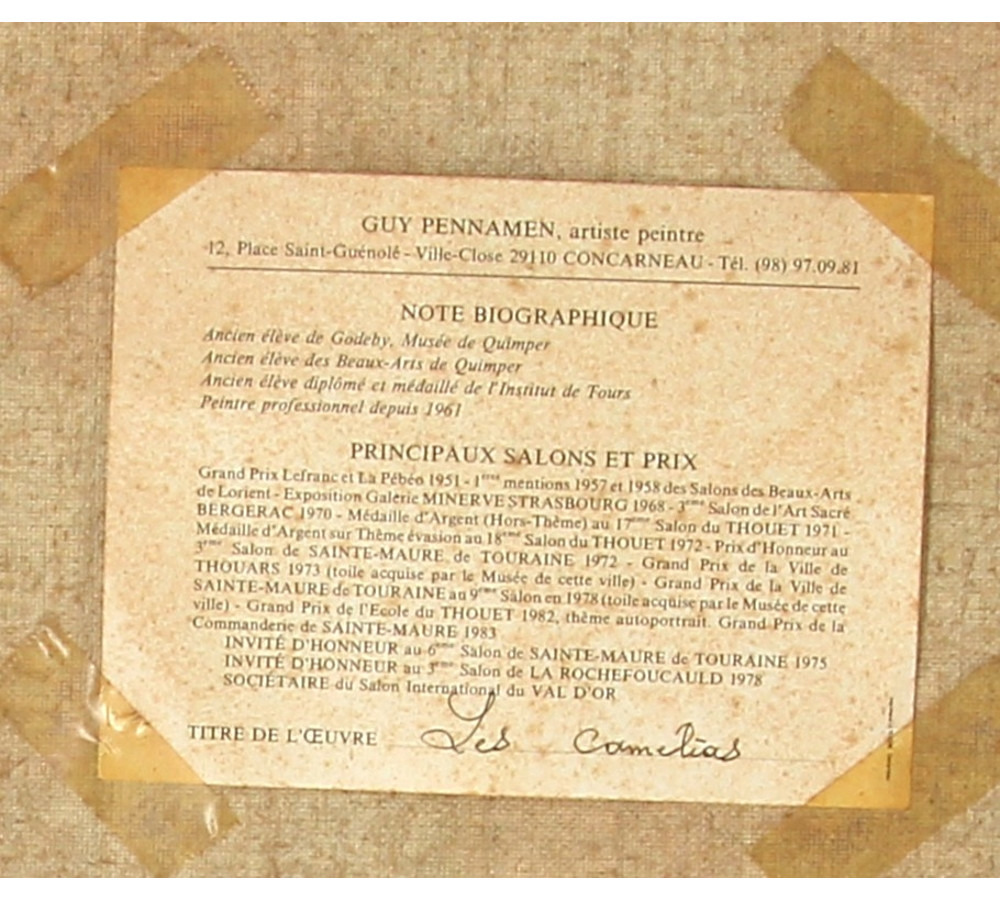 GUY PENNAMEN, artiste peintre
12, Place Saint-Guénolé - Ville-Close 29110 CONCARNEAU - Tél. (98) 97.09.81
NOTE BIOGRAPHIQUE
Ancien élève de Godeby, Musée de Quimper
Ancien élève des Beaux-Arts de Quimper
Ancien élève diplômé et médaillé de l'Institut de Tours
Peintre professionnel depuis 1961
PRINCIPAUX SALONS ET PRIX
Grand Prix Lefranc et La Pébéo 1951 - 1ères mentions 1957 et 1958 des Salons des Beaux-Arts
de Lorient - Exposition Galerie MINERVE STRASBOURG 1968 - 3ème Salon de l'Art Sacré
BERGERAC 1970 - Médaille d'Argent (Hors-Thème) au 17ème Salon du THOUET 1971 -
Médaille d'Argent sur Thème évasion au 18ème Salon du THOUET 1972 - Prix d'Honneur au
3ème Salon de SAINTE-MAURE de TOURAINE 1972 - Grand Prix de la Ville de
THOUARS 1973 (toile acquise par le Musée de cette ville) - Grand Prix de la Ville de
SAINTE-MAURE de TOURAINE au 9ème Salon en 1978 (toile acquise par le Musée de cette
ville) - Grand Prix de l'Ecole du THOUET 1982, thème autoportrait. Grand Prix de la
Commanderie de SAINTE-MAURE 1983
INVITÉ D'HONNEUR au 6ème Salon de SAINTE-MAURE de TOURAINE 1975
INVITÉ D'HONNEUR au 3ème Salon de LA ROCHEFOUCAULD 1978
SOCIÉTAIRE du Salon International du VAL D'OR
TITRE DE L'ŒUVRE Les Camelias